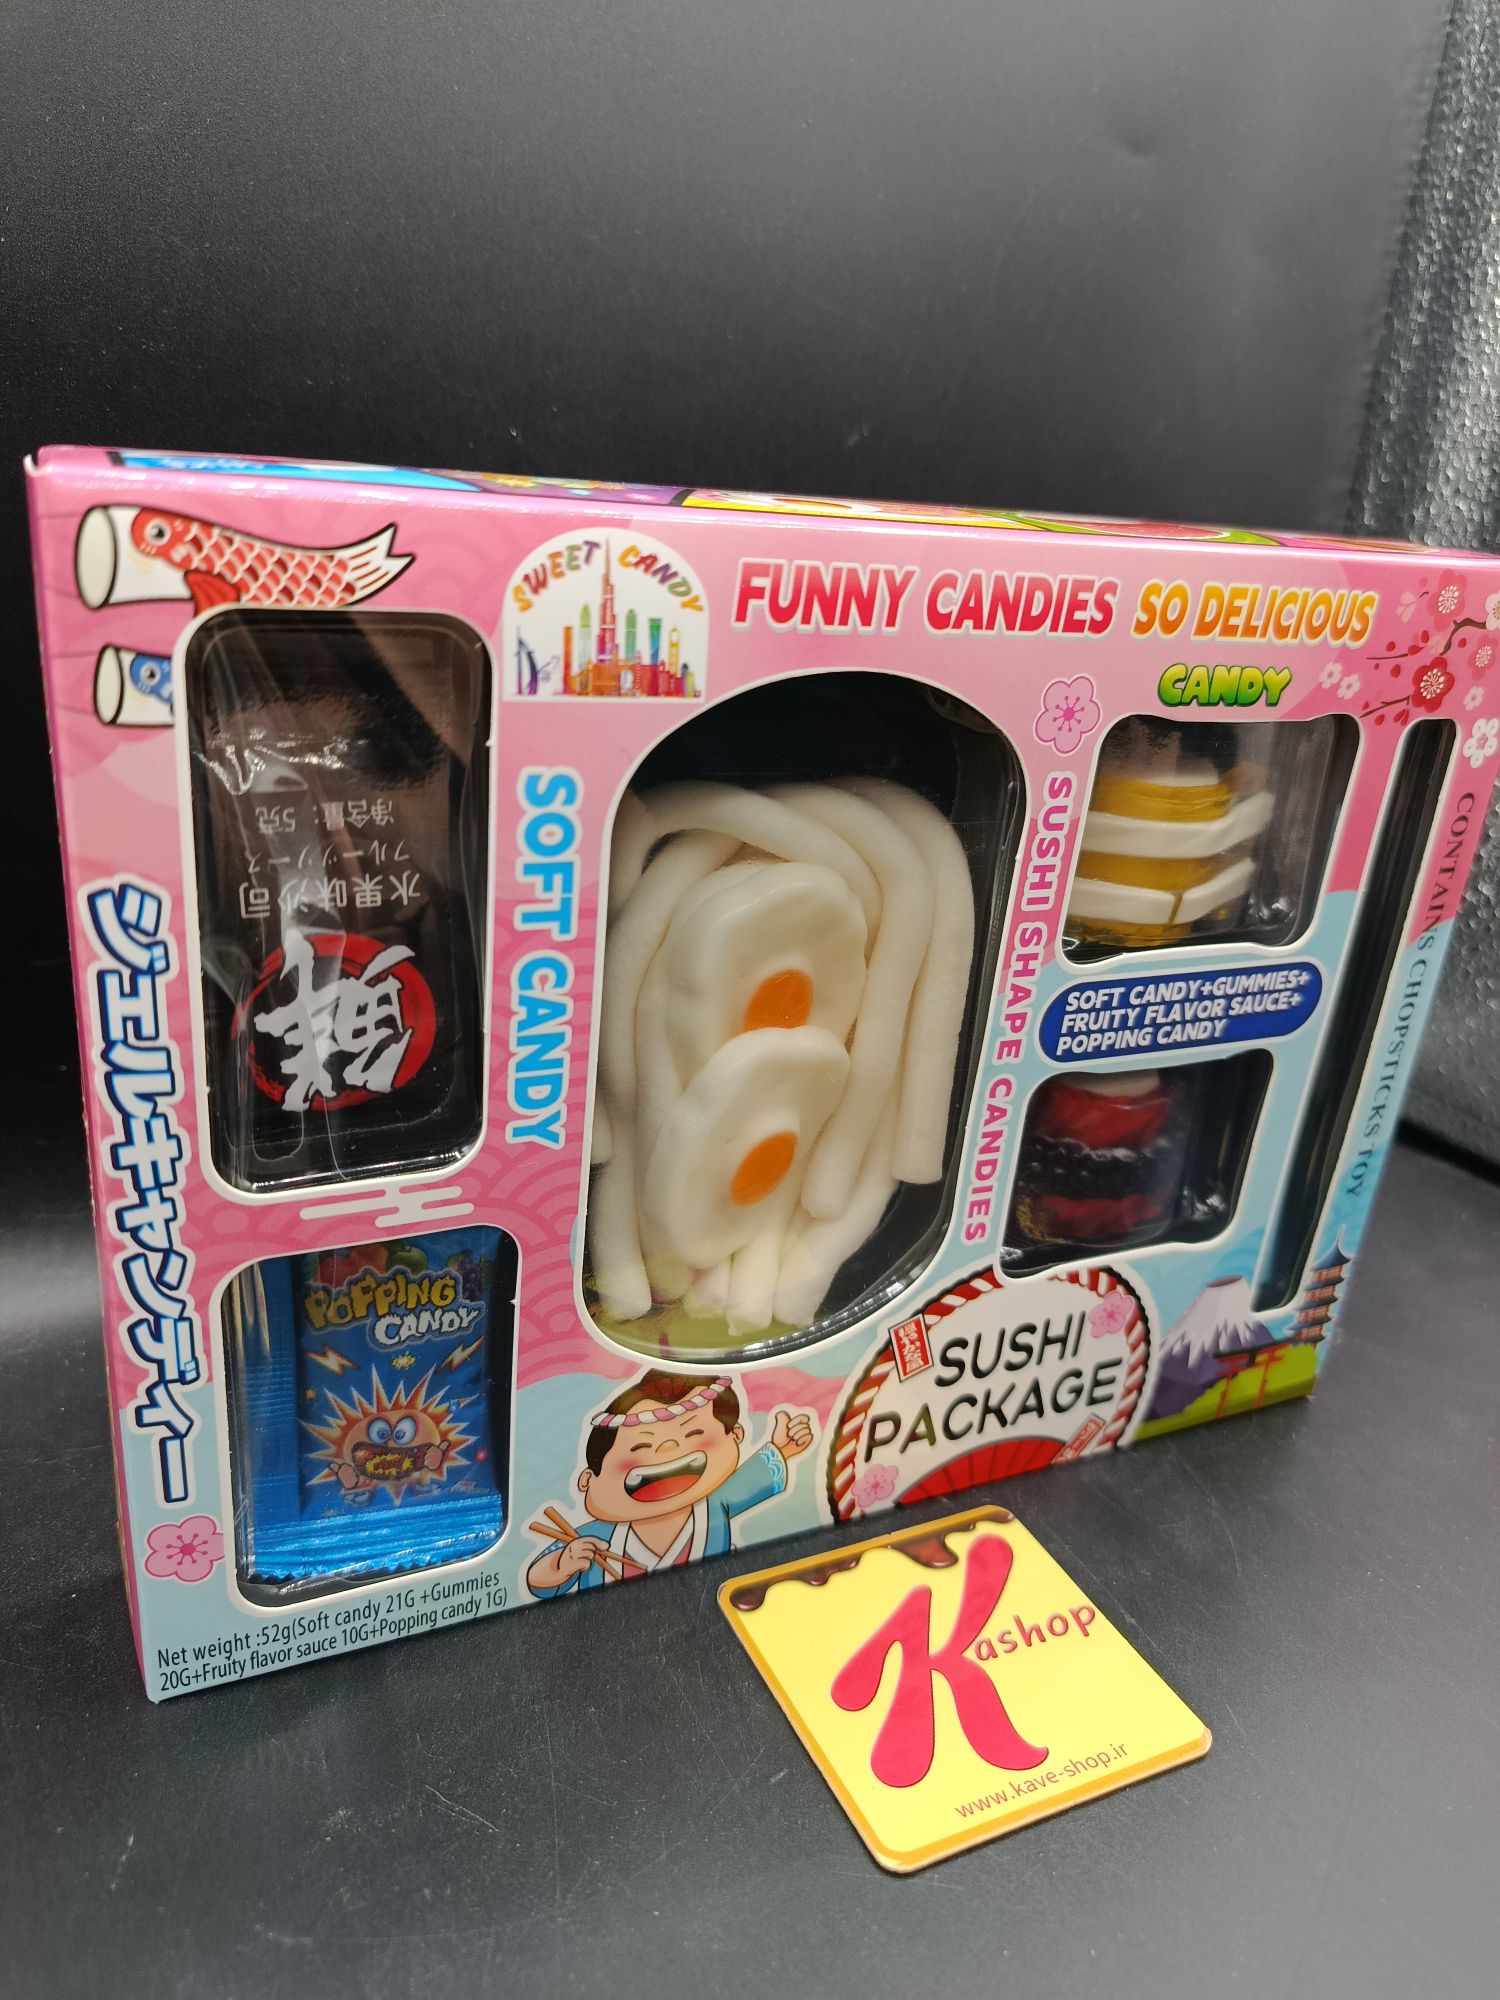 SWEET CANDY
FUNNY CANDIES SO DELICIOUS
CANDY
ジェルキャンディー
净含量：5克
フルーツソース
水果味沙司
鮮
SOFT CANDY
SUSHI SHAPE CANDIES
SOFT CANDY+GUMMIES+
FRUITY FLAVOR SAUCE+
POPPING CANDY
CONTAINS CHOPSTICKS TOY
POPPING
CANDY
SUSHI
PACKAGE
Net weight :52g(Soft candy 21G +Gummies
20G+Fruity flavor sauce 10G+Popping candy 1G)
Kashop
www.kave-shop.ir